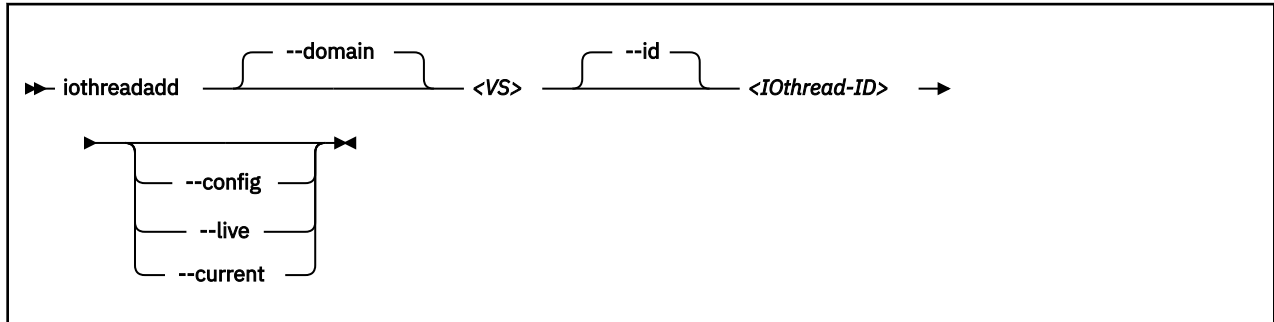 --domain --id
iothreadadd <VS> <IOthread-ID>
--config
--live
--current